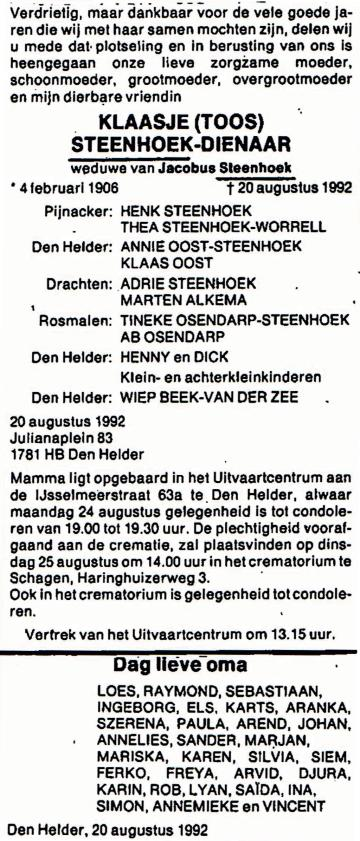 Verdrietig, maar dankbaar voor de vele goede ja-
ren die wij met haar samen mochten zijn, delen wij
u mede dat plotseling en in berusting van ons is
heengegaan onze lieve zorgzame moeder,
schoonmoeder, grootmoeder, overgrootmoeder
en mijn dierbare vriendin
KLAASJE (TOOS)
STEENHOEK-DIENAAR
weduwe van Jacobus Steenhoek
* 4 februari 1906 † 20 augustus 1992
Pijnacker: HENK STEENHOEK
THEA STEENHOEK-WORRELL
Den Helder: ANNIE OOST-STEENHOEK
KLAAS OOST
Drachten: ADRIE STEENHOEK
MARTEN ALKEMA
Rosmalen: TINEKE OSENDARP-STEENHOEK
AB OSENDARP
Den Helder: HENNY en DICK
Klein- en achterkleinkinderen
Den Helder: WIEP BEEK-VAN DER ZEE
20 augustus 1992
Julianaplein 83
1781 HB Den Helder
Mamma ligt opgebaard in het Uitvaartcentrum aan
de IJsselmeerstraat 63a te Den Helder, alwaar
maandag 24 augustus gelegenheid is tot condole-
ren van 19.00 tot 19.30 uur. De plechtigheid vooraf-
gaand aan de crematie, zal plaatsvinden op dins-
dag 25 augustus om 14.00 uur in het crematorium te
Schagen, Haringhuizerweg 3.
Ook in het crematorium is gelegenheid tot condole-
ren.
Vertrek van het Uitvaartcentrum om 13.15 uur.
Dag lieve oma
LOES, RAYMOND, SEBASTIAAN,
INGEBORG, ELS, KARTS, ARANKA,
SZERENA, PAULA, AREND, JOHAN,
ANNELIES, SANDER, MARJAN,
MARISKA, KAREN, SILVIA, SIEM,
FERKO, FREYA, ARVID, DJURA,
KARIN, ROB, LYAN, SAÏDA, INA,
SIMON, ANNEMIEKE en VINCENT
Den Helder, 20 augustus 1992